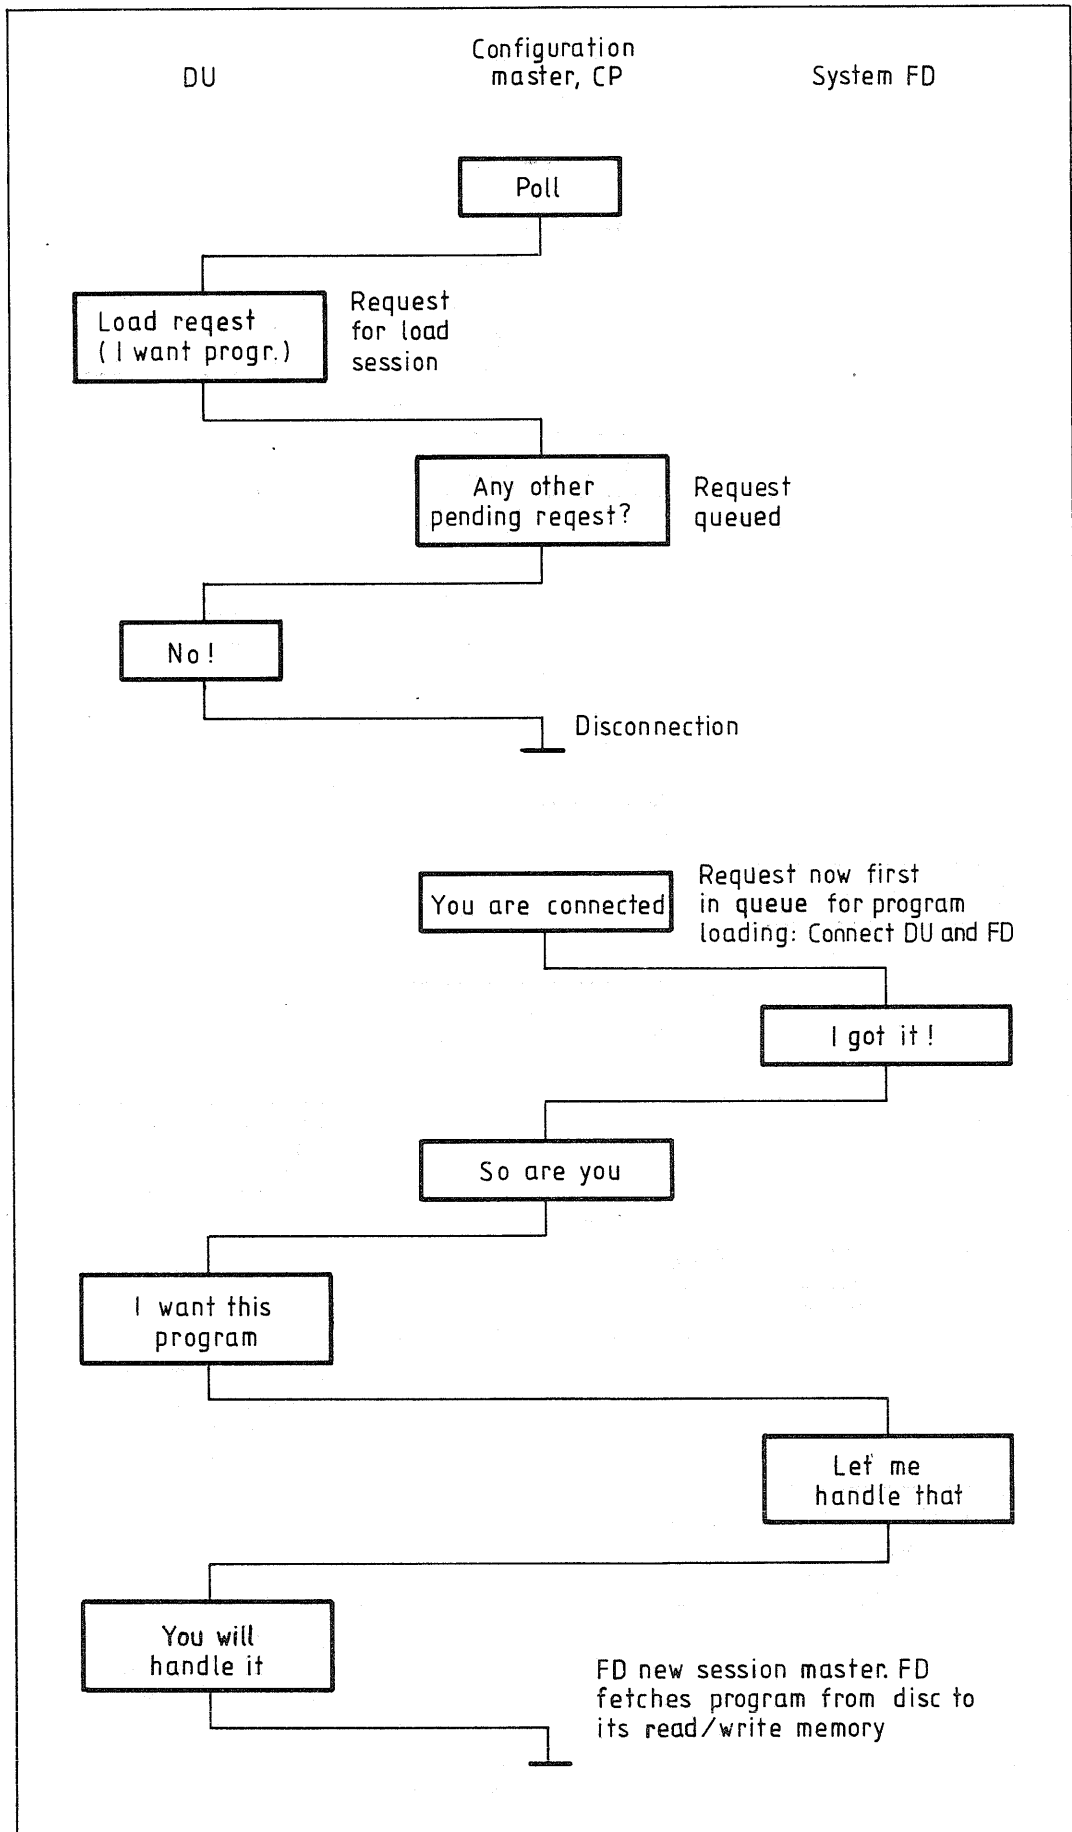 DU
Configuration
master, CP
System FD
Poll
Load reqest
(I want progr.)
Request
for load
session
Any other
pending reqest?
Request
queued
No!
Disconnection
You are connected
Request now first
in queue for program
loading: Connect DU and FD
I got it!
So are you
I want this
program
Let me
handle that
You will
handle it
FD new session master. FD
fetches program from disc to
its read/write memory